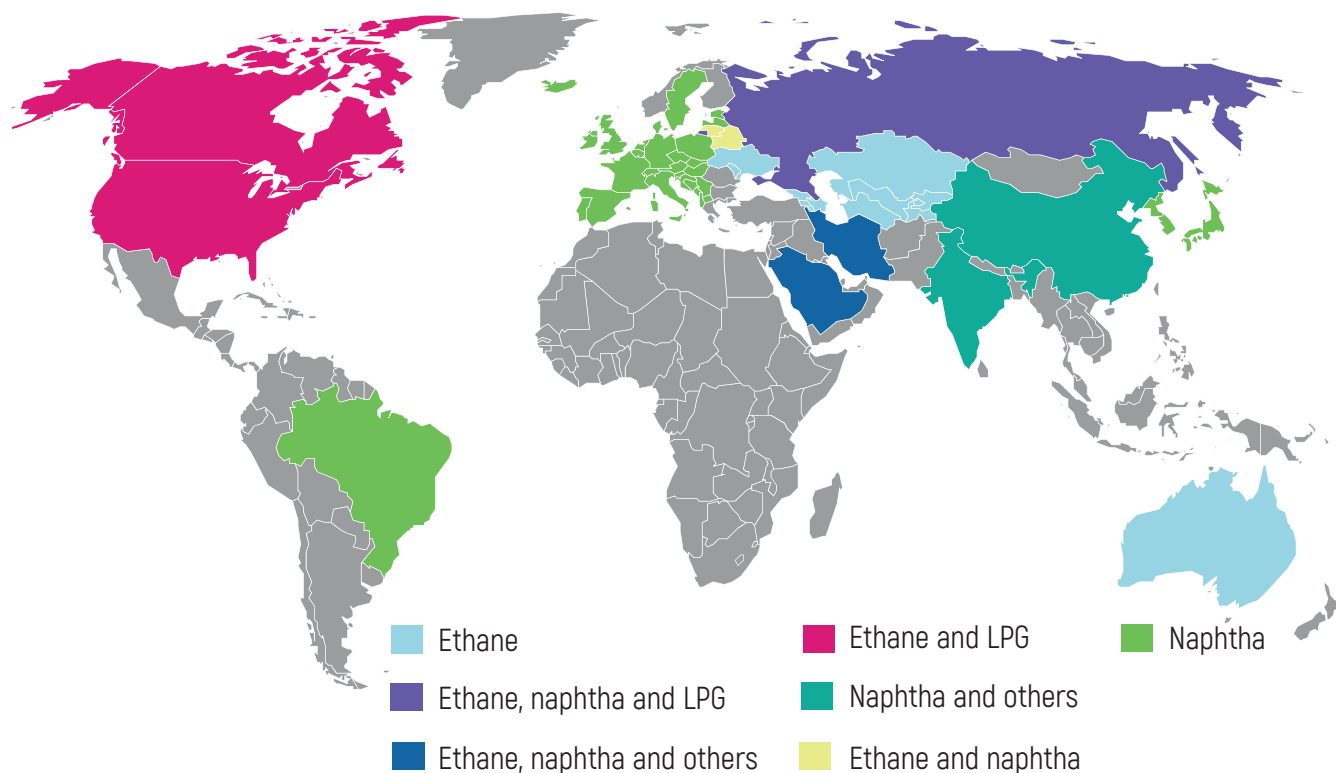 Ethane
Ethane and LPG
Naphtha
Ethane, naphtha and LPG
Naphtha and others
Ethane, naphtha and others
Ethane and naphtha